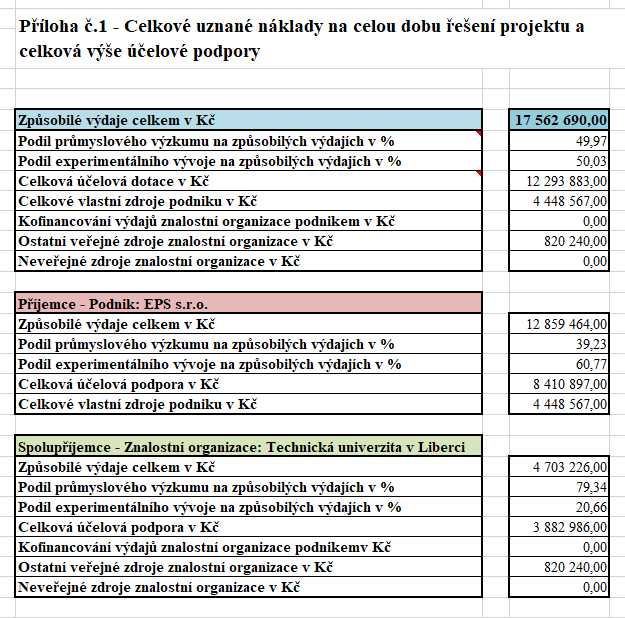 Příloha č.1 - Celkové uznané náklady na celou dobu řešení projektu a
celková výše účelové podpory
Způsobilé výdaje celkem v Kč 17 562 690,00
Podíl průmyslového výzkumu na způsobilých výdajích v % 49,97
Podíl experimentálního vývoje na způsobilých výdajích v % 50,03
Celková účelová dotace v Kč 12 293 883,00
Celkové vlastní zdroje podniku v Kč 4 448 567,00
Kofinancování výdajů znalostní organizace podnikem v Kč 0,00
Ostatní veřejné zdroje znalostní organizace v Kč 820 240,00
Neveřejné zdroje znalostní organizace v Kč 0,00
Příjemce - Podnik: EPS s.r.o.
Způsobilé výdaje celkem v Kč 12 859 464,00
Podíl průmyslového výzkumu na způsobilých výdajích v % 39,23
Podíl experimentálního vývoje na způsobilých výdajích v % 60,77
Celková účelová podpora v Kč 8 410 897,00
Celkové vlastní zdroje podniku v Kč 4 448 567,00
Spolupříjemce - Znalostní organizace: Technická univerzita v Liberci
Způsobilé výdaje celkem v Kč 4 703 226,00
Podíl průmyslového výzkumu na způsobilých výdajích v % 79,34
Podíl experimentálního vývoje na způsobilých výdajích v % 20,66
Celková účelová podpora v Kč 3 882 986,00
Kofinancování výdajů znalostní organizace podnikemv Kč 0,00
Ostatní veřejné zdroje znalostní organizace v Kč 820 240,00
Neveřejné zdroje znalostní organizace v Kč 0,00